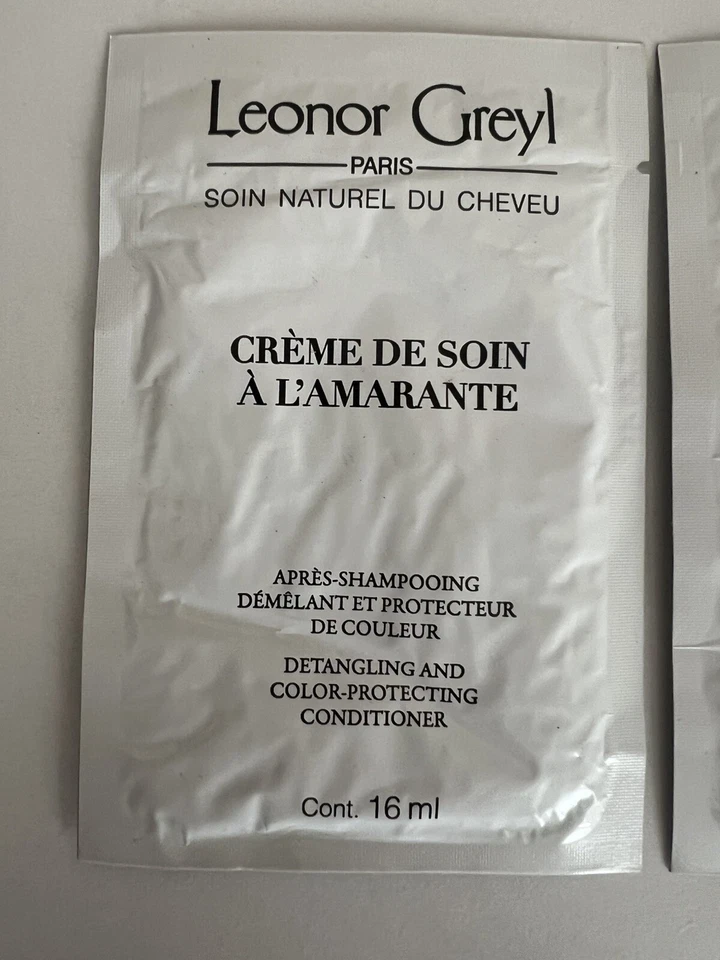 Leonor Greyl
PARIS
SOIN NATUREL DU CHEVEU
CRÈME DE SOIN
À L'AMARANTE
APRÈS-SHAMPOOING
DÉMÊLANT ET PROTECTEUR
DE COULEUR
DETANGLING AND
COLOR-PROTECTING
CONDITIONER
Cont. 16 ml